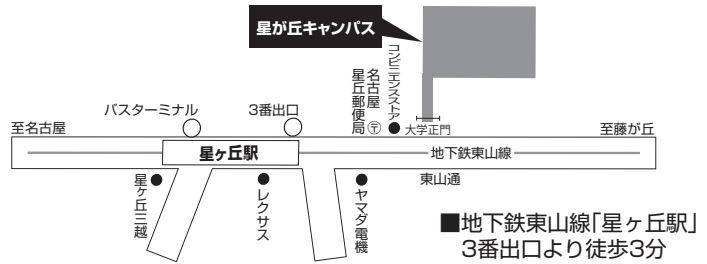 星が丘キャンパス
コンビニエンスストア
名古屋
星丘郵便局
〒
バスターミナル
3番出口
大学正門
至名古屋
至藤が丘
星ヶ丘駅
地下鉄東山線
東山通
星ヶ丘三越
レクサス
ヤマダ電機
■地下鉄東山線｢星ヶ丘駅｣
3番出口より徒歩3分